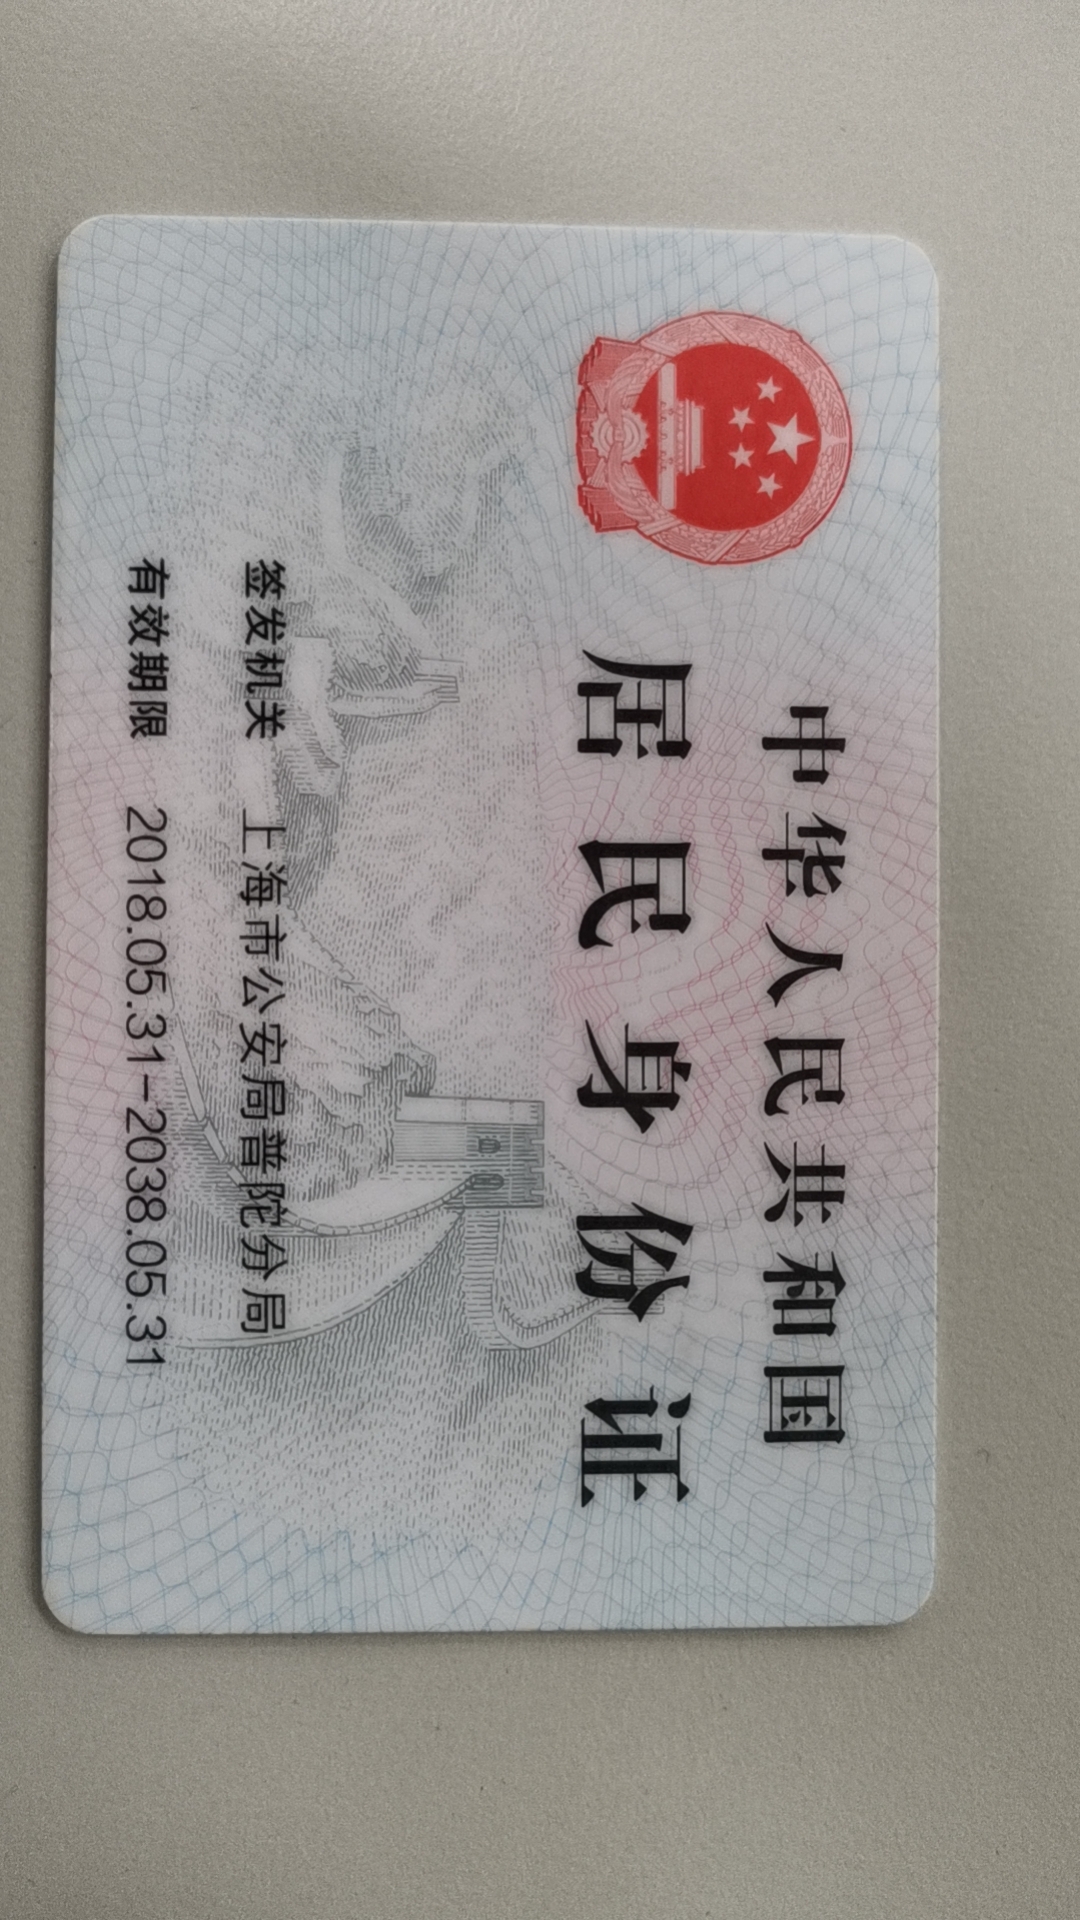 中华人民共和国
居民身份证
签发机关 上海市公安局普陀分局
有效期限 2018.05.31-2038.05.31